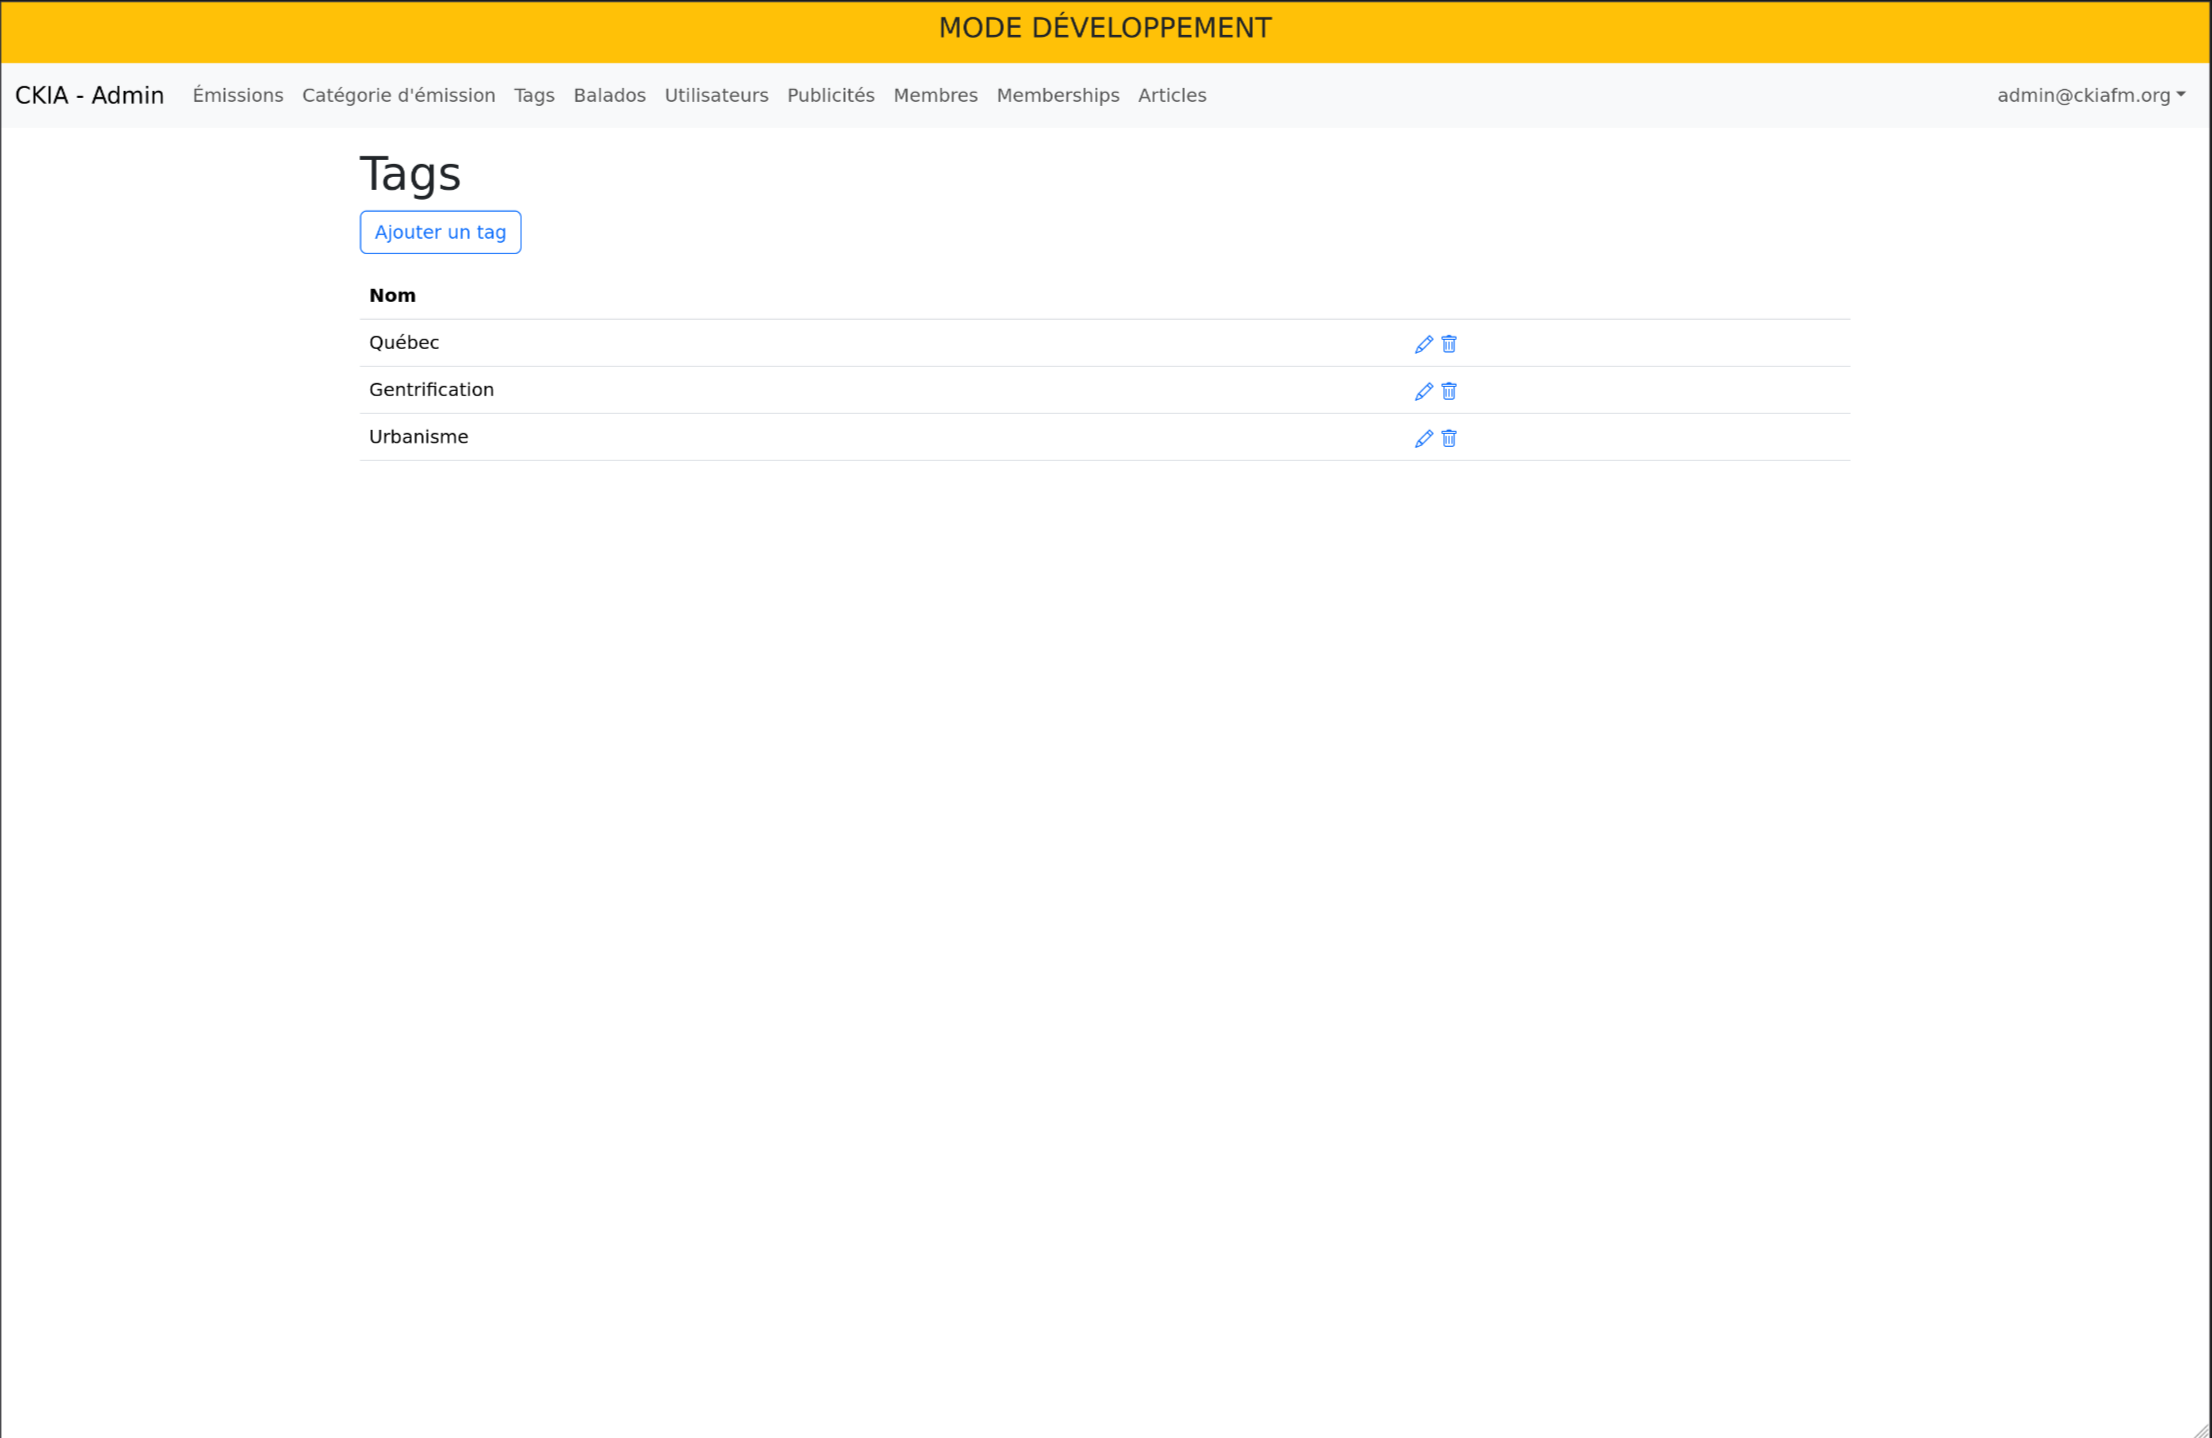 MODE DÉVELOPPEMENT
CKIA - Admin Émissions Catégorie d'émission Tags Balados Utilisateurs Publicités Membres Memberships Articles admin@ckiafm.org
Tags
Ajouter un tag
Nom
Québec
Gentrification
Urbanisme